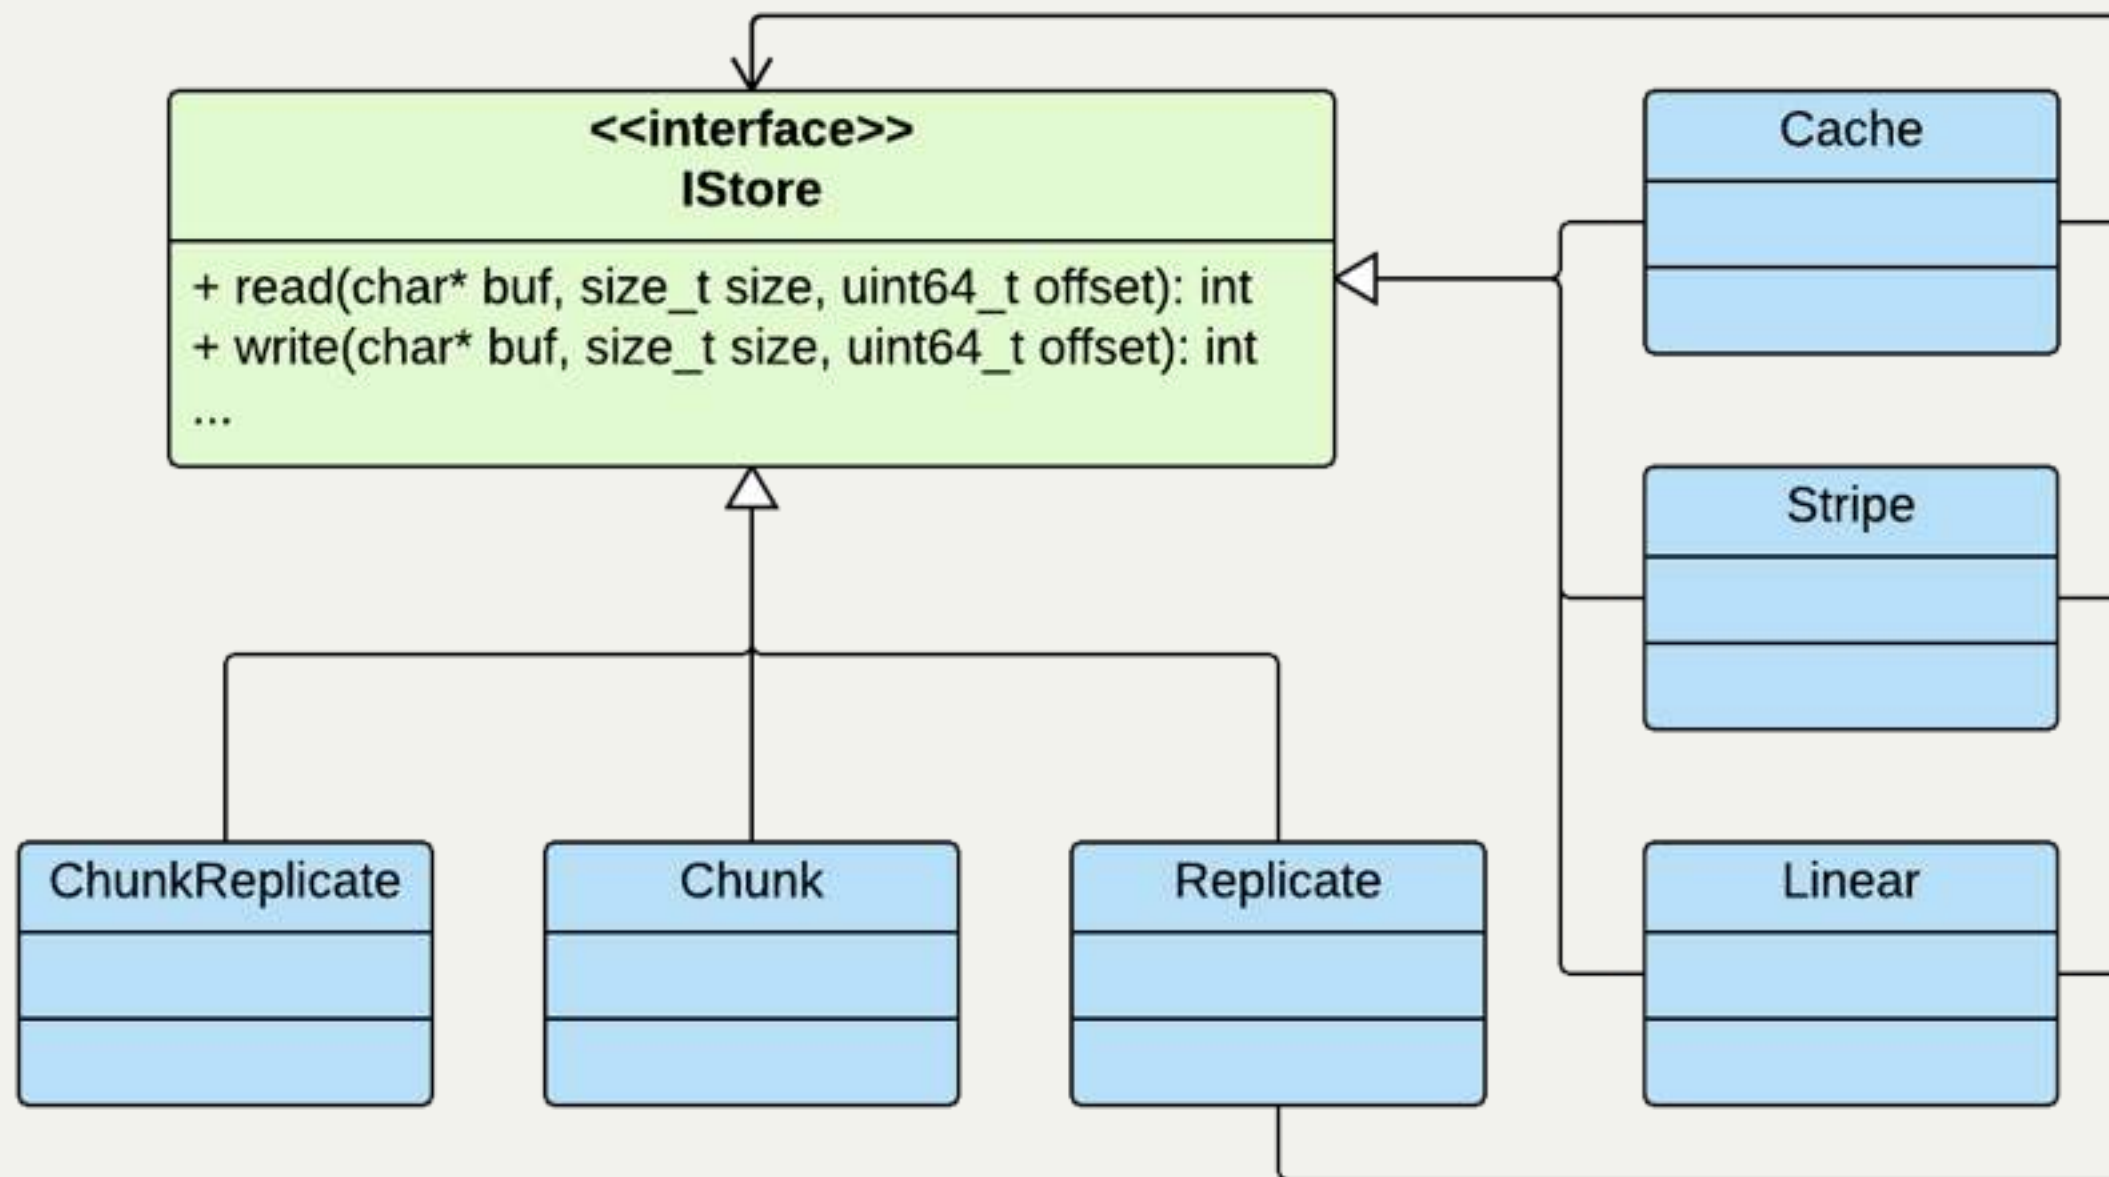 <<interface>>
IStore
+ read(char* buf, size_t size, uint64_t offset): int
+ write(char* buf, size_t size, uint64_t offset): int
...
Cache
Stripe
ChunkReplicate
Chunk
Replicate
Linear